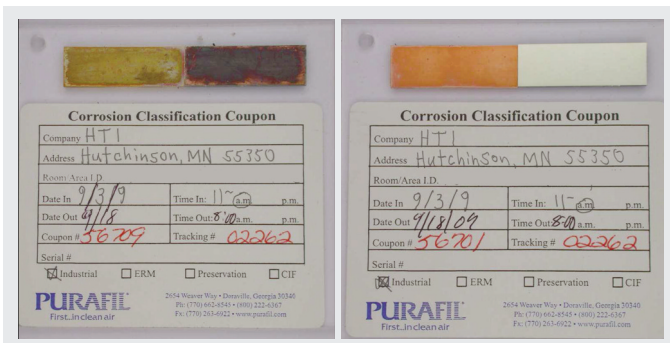 Corrosion Classification Coupon
Company HTI
Address Hutchinson, MN 55350
Room Area I.D.
Date In 9/3/9 Time In: 11- a.m. p.m.
Date Out 9/18 Time Out: 8:00 a.m. p.m.
Coupon # 56709 Tracking # 02262
Serial #
Industrial ERM Preservation CIF
PURAFIL
First...in clean air
2654 Weaver Way • Doraville, Georgia 30340
Ph: (770) 662-8545 • (800) 222-6367
Fx: (770) 263-6922 • www.purafil.com
Corrosion Classification Coupon
Company HTI
Address Hutchinson, MN 55350
Room/Area I.D.
Date In 9/3/9 Time In: 11- a.m. p.m.
Date Out 9/18/09 Time Out: 8:00 a.m. p.m.
Coupon # 56701 Tracking # 02262
Serial #
Industrial ERM Preservation CIF
PURAFIL
First...in clean air
2654 Weaver Way • Doraville, Georgia 30340
Ph: (770) 662-8545 • (800) 222-6367
Fx: (770) 263-6922 • www.purafil.com